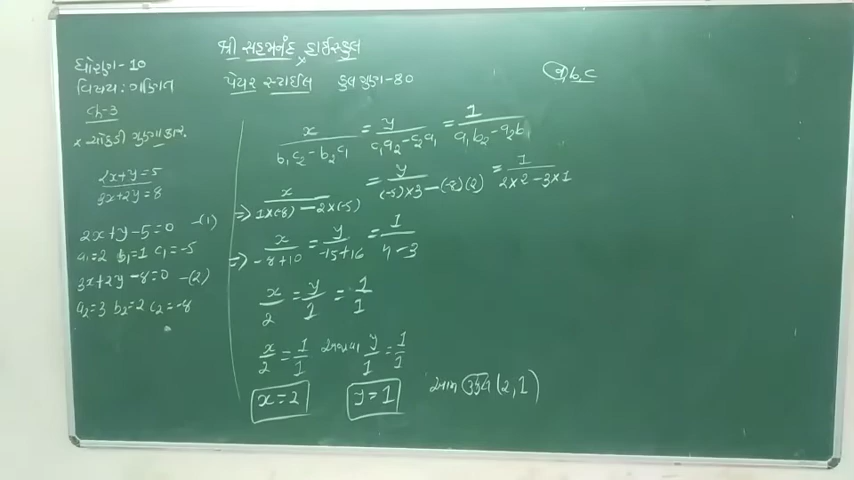 શ્રી સહજાનંદ હાઈસ્કુલ
ધોરણ-10
વિષય: ગણિત
પેપર સ્ટાઈલ કુલ ગુણ-80
a,b,c
Ch-3
x ચોકડી ગુણાકાર.
2x+y=5
3x+2y=8
2x+y-5=0 -(1)
a₁=2 b₁=1 c₁=-5
3x+2y-8=0 -(2)
a₂=3 b₂=2 c₂=-8
x/(b₁c₂-b₂c₁) = y/(c₁a₂-c₂a₁) = 1/(a₁b₂-a₂b₁)
⇒ x/(1×(-8)-2×(-5)) = y/((-5)×3-(-8)(2)) = 1/(2×2-3×1)
⇒ x/(-8+10) = y/(-15+16) = 1/(4-3)
x/2 = y/1 = 1/1
x/2 = 1/1 અથવા y/1 = 1/1
x=2 y=1 આમ ઉકેલ (2,1)